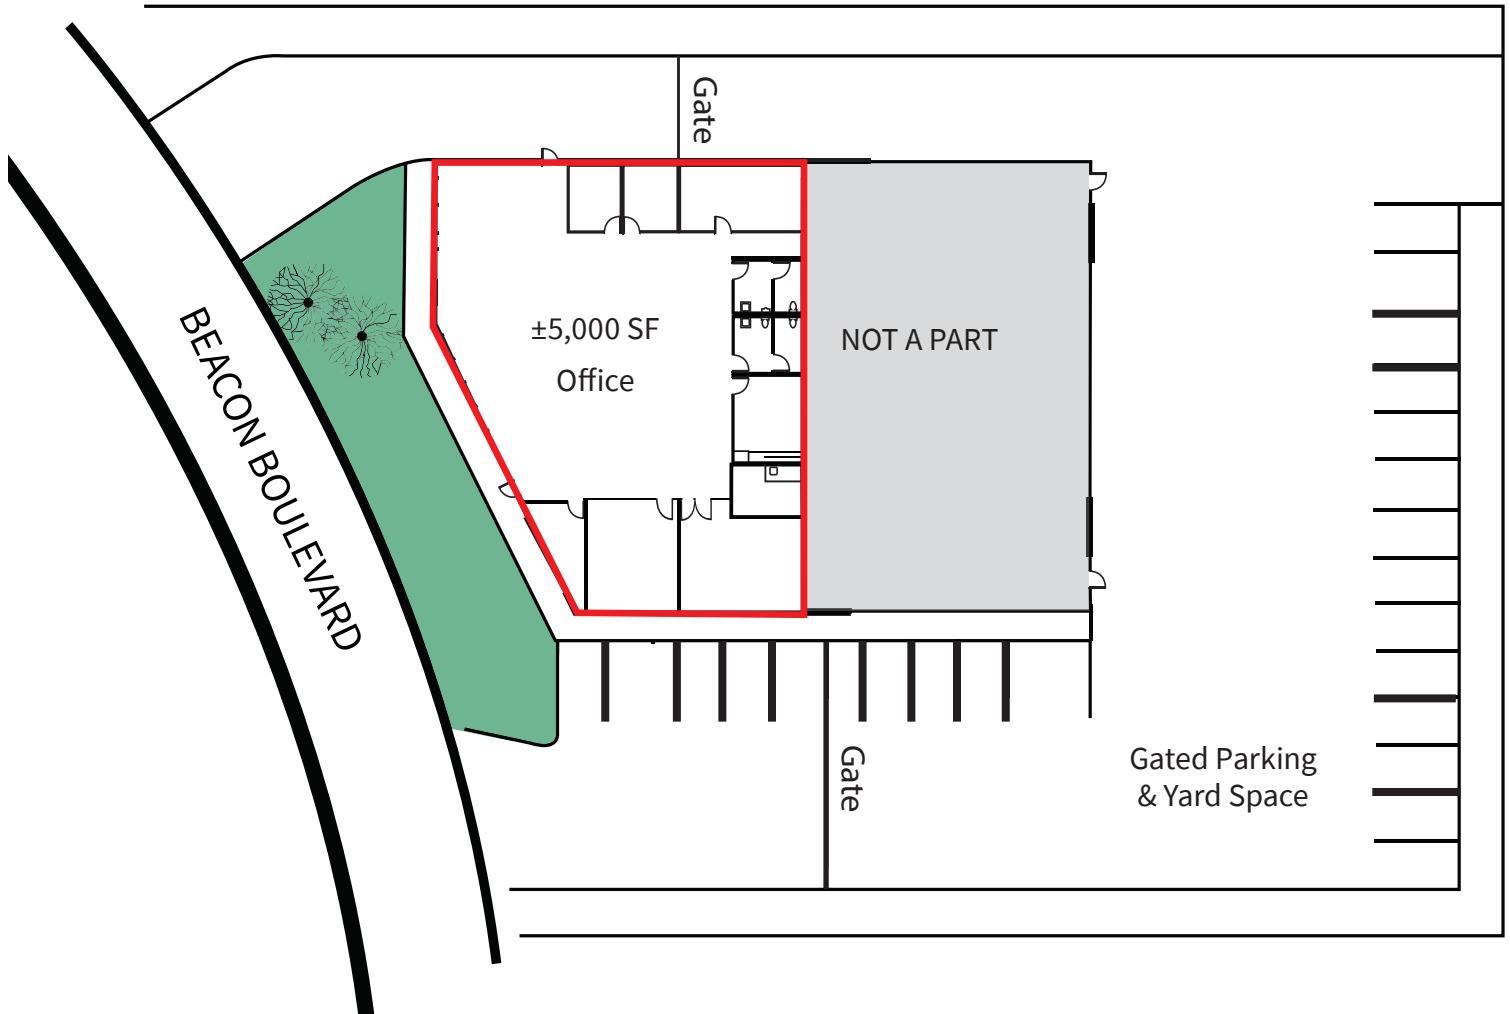 Gate
BEACON BOULEVARD
±5,000 SF
Office
NOT A PART
Gate
Gated Parking
& Yard Space